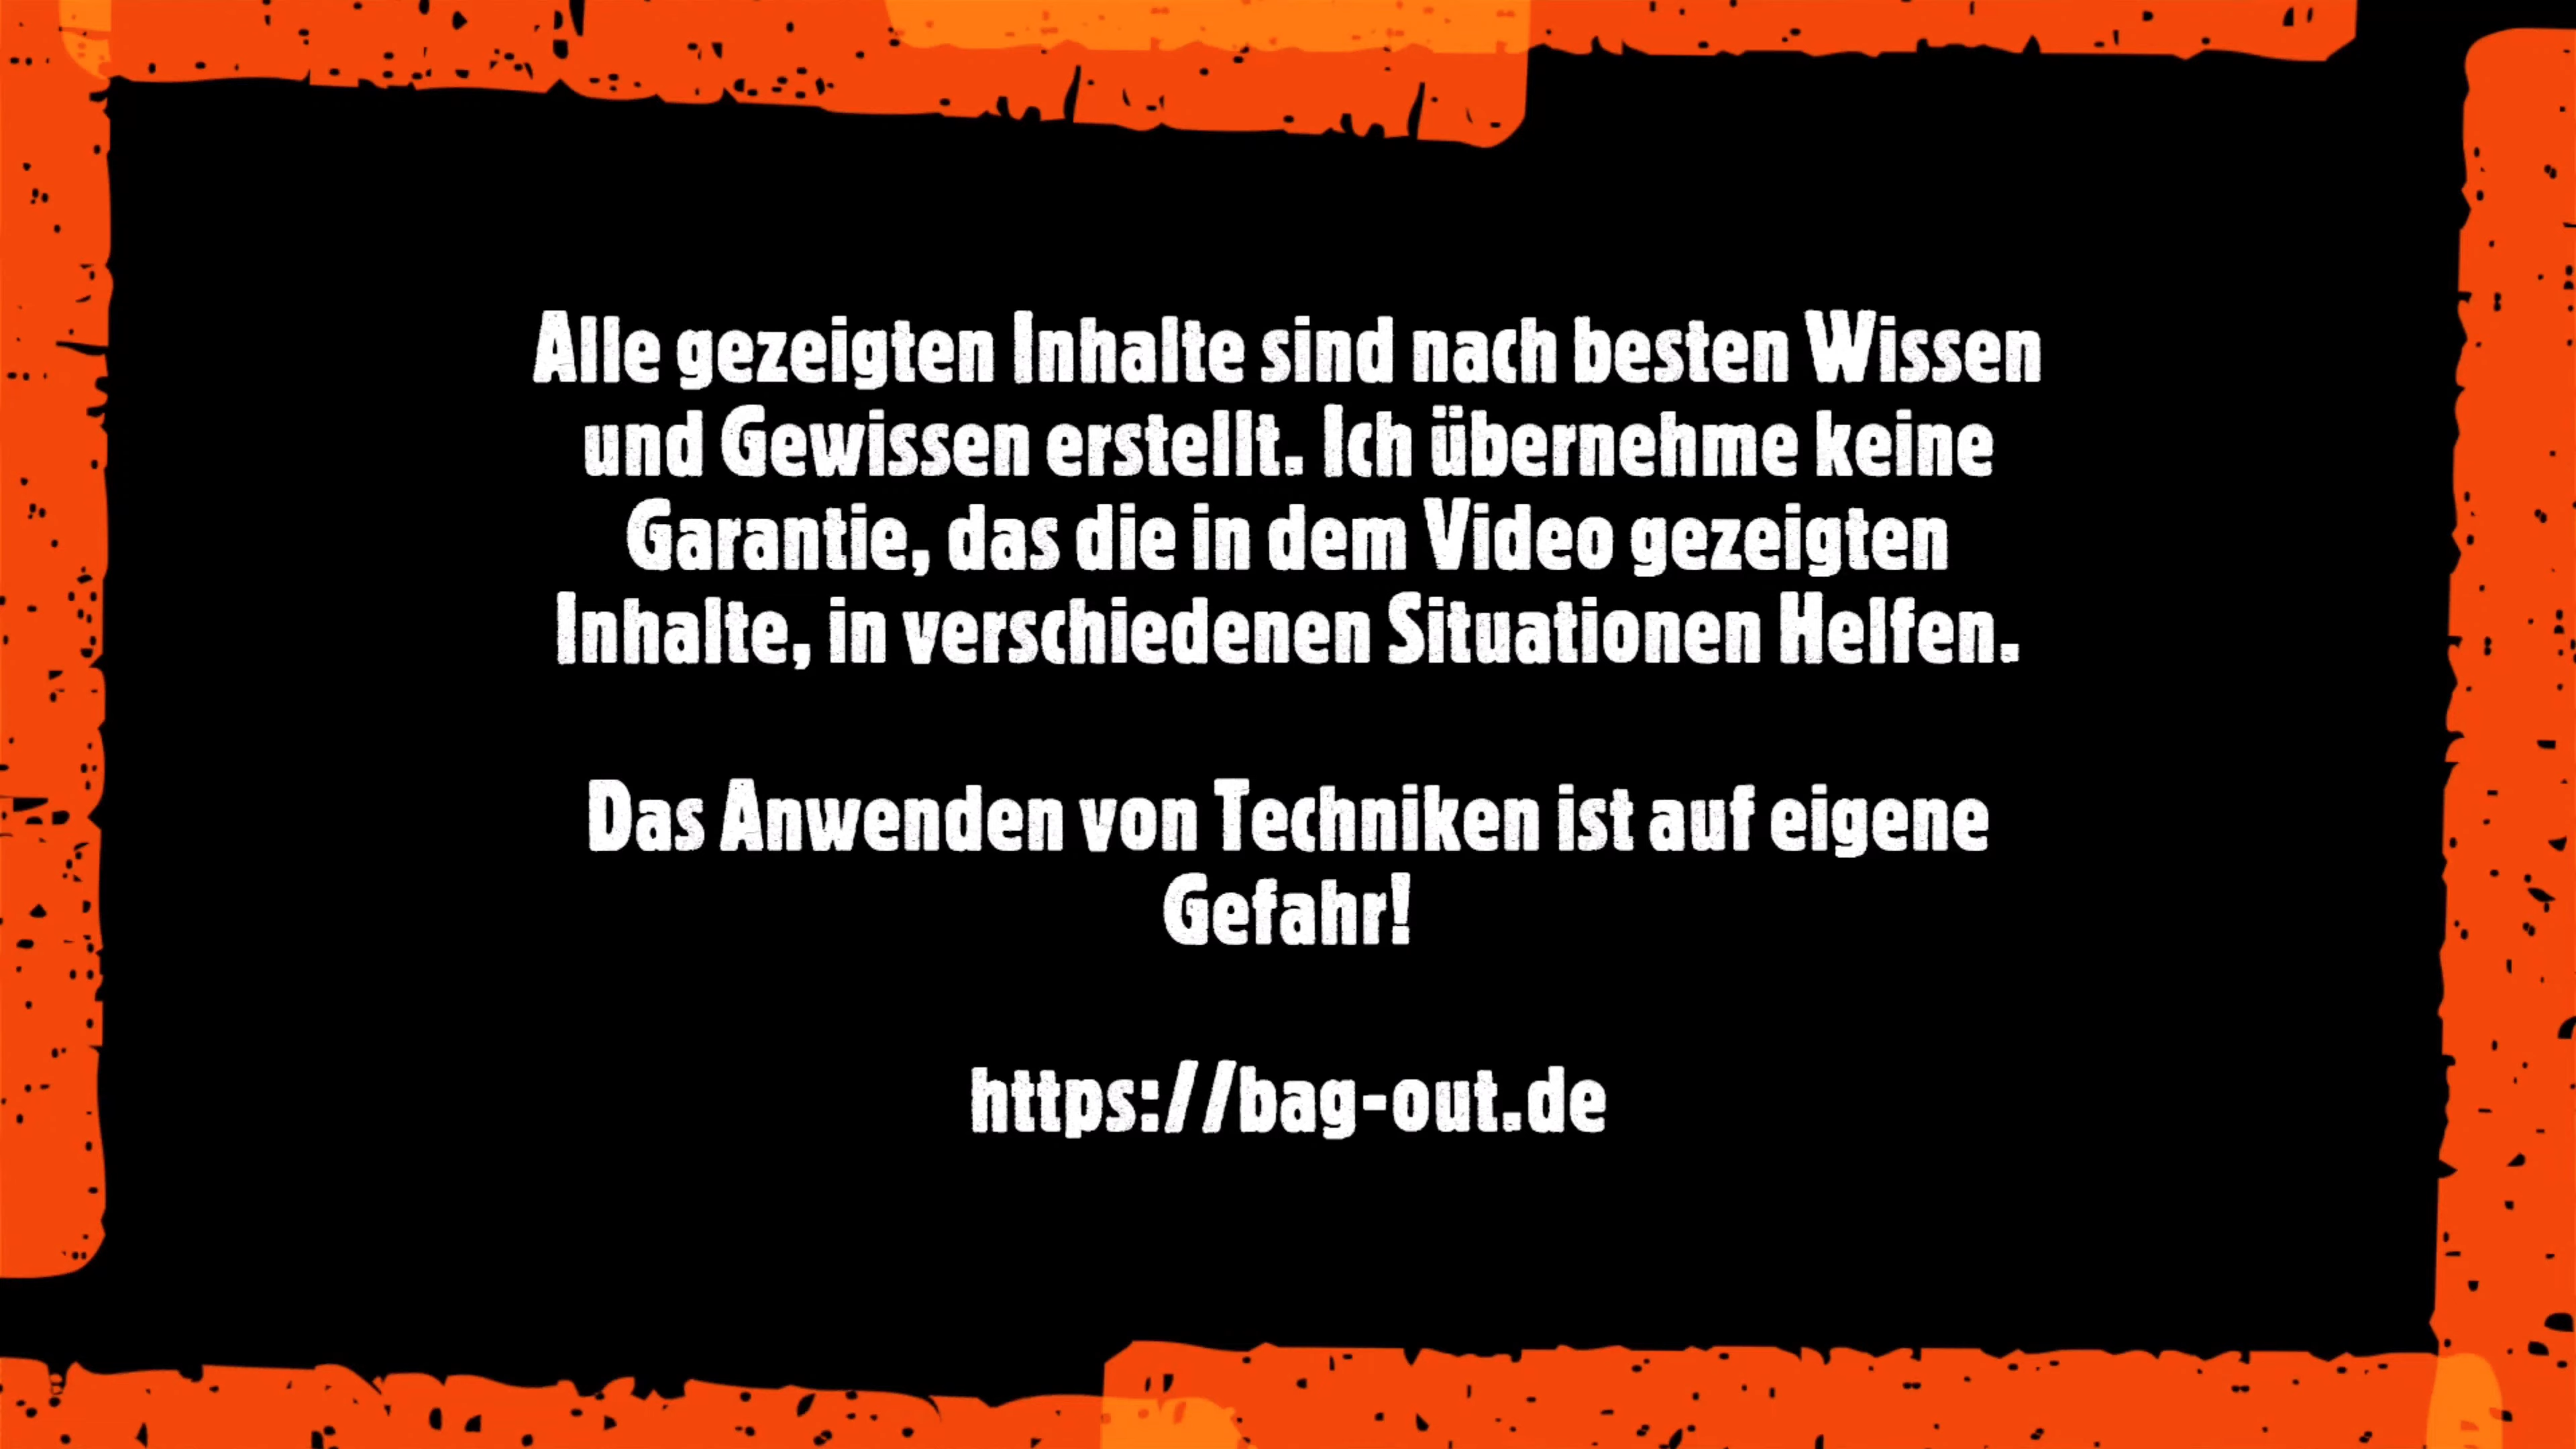 Alle gezeigten Inhalte sind nach besten Wissen
und Gewissen erstellt. Ich übernehme keine
Garantie, das die in dem Video gezeigten
Inhalte, in verschiedenen Situationen Helfen.
Das Anwenden von Techniken ist auf eigene
Gefahr!
https://bag-out.de